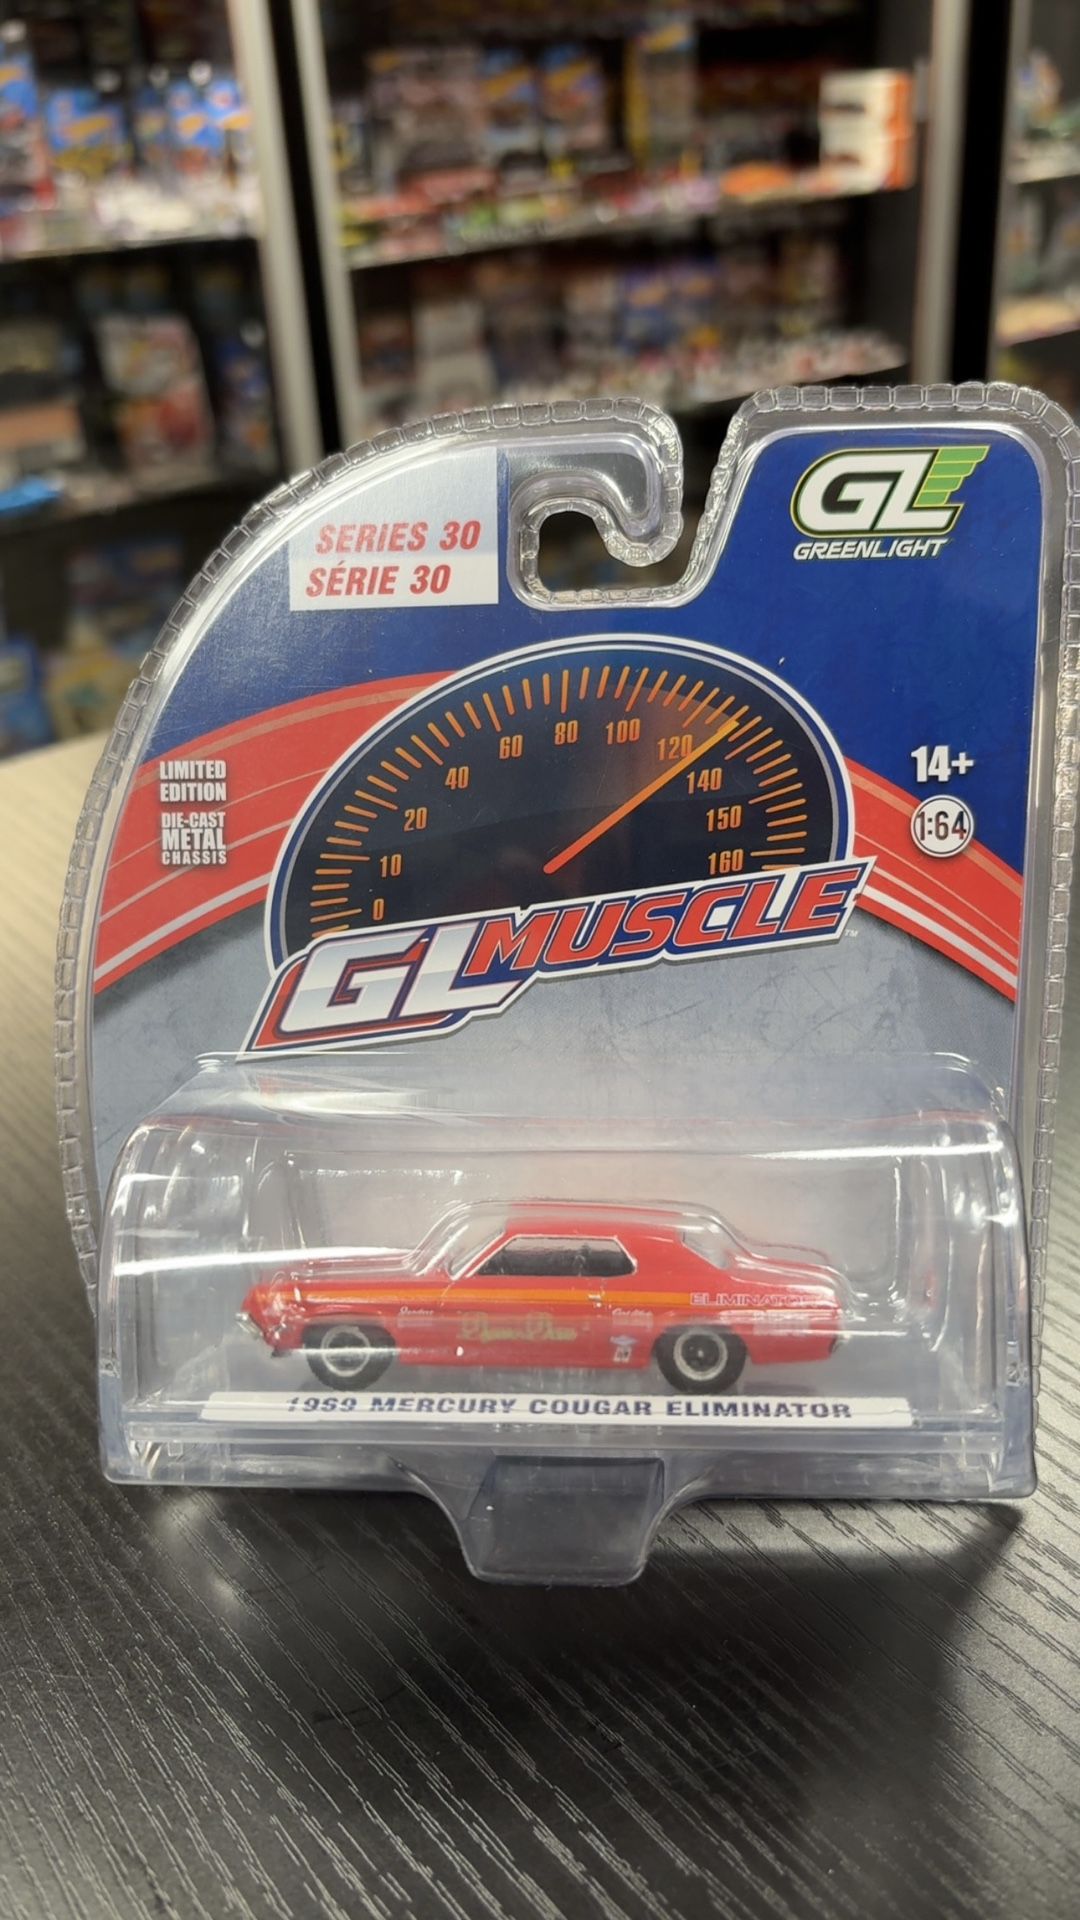 SERIES 30
SÉRIE 30
GL
GREENLIGHT
LIMITED
EDITION
DIE-CAST
METAL
CHASSIS
14+
1:64
0
10
20
40
60
80
100
120
140
150
160
GL MUSCLE™
ELIMINATOR
1969 MERCURY COUGAR ELIMINATOR